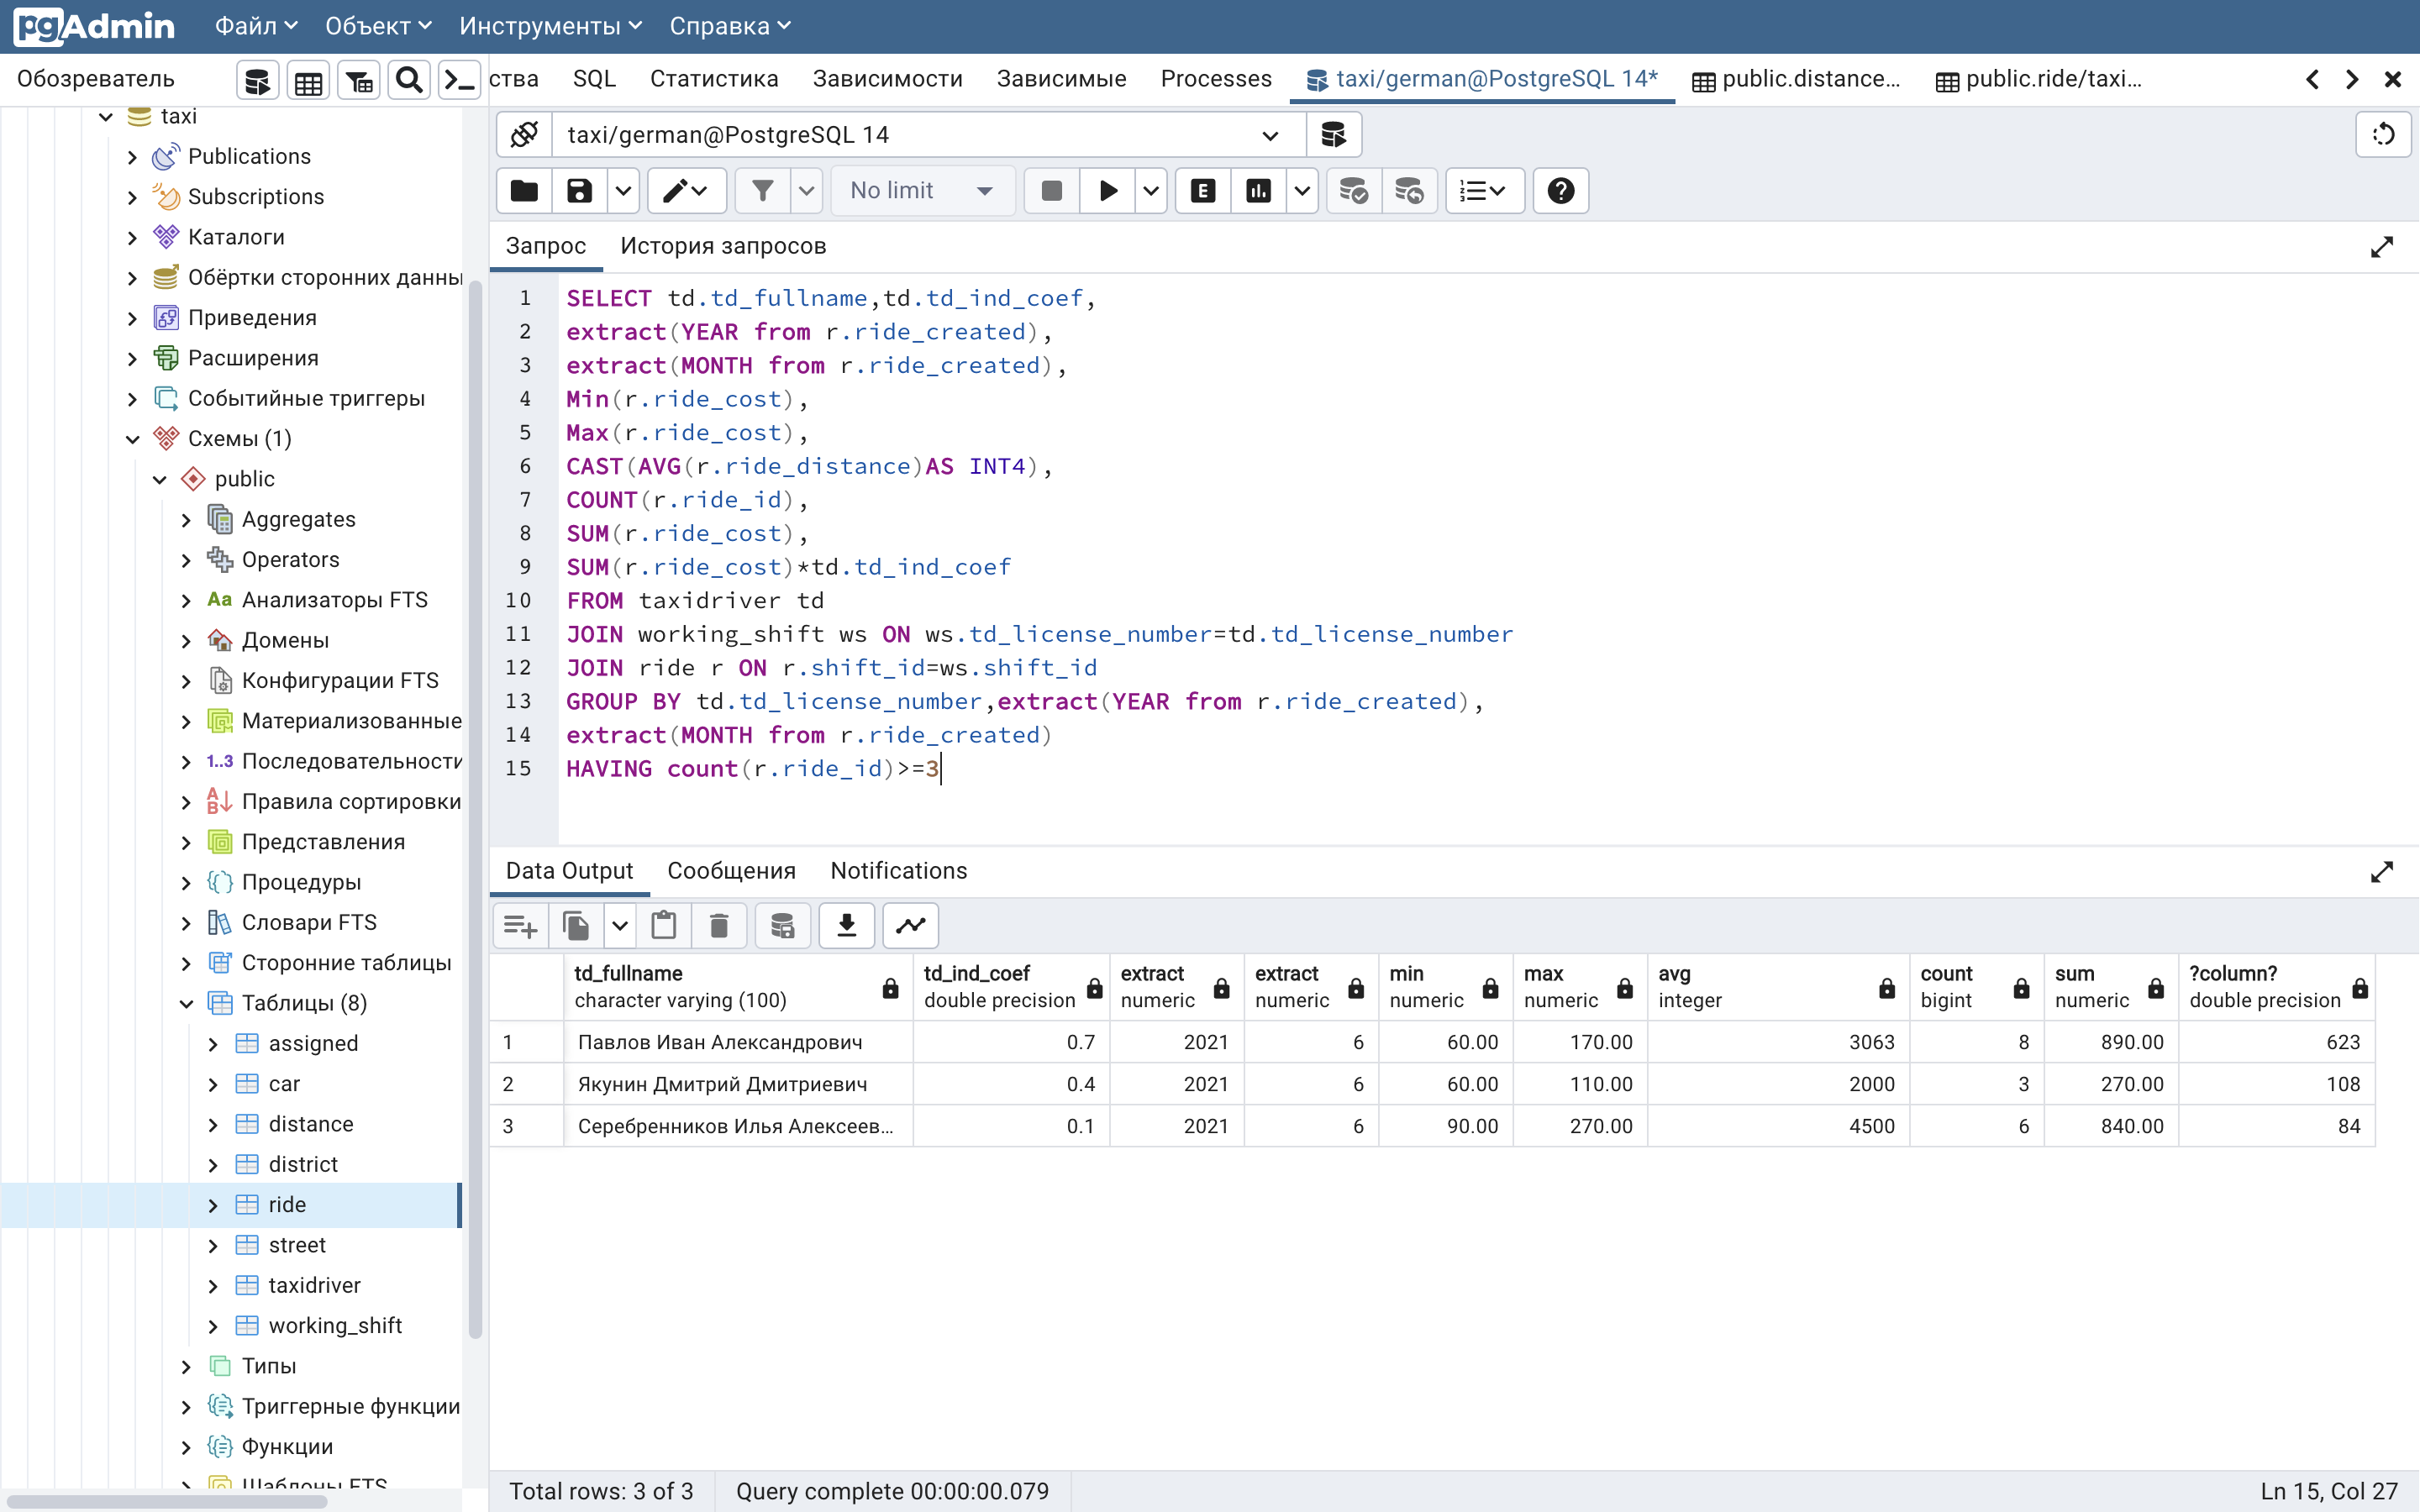 pgAdmin Файл Объект Инструменты Справка
Обозреватель
ства SQL Статистика Зависимости Зависимые Processes taxi/german@PostgreSQL 14* public.distance... public.ride/taxi...
taxi
Publications
Subscriptions
Каталоги
Обёртки сторонних данны
Приведения
Расширения
Событийные триггеры
Схемы (1)
public
Aggregates
Operators
Aa Анализаторы FTS
Домены
Конфигурации FTS
Материализованные
1..3 Последовательности
Правила сортировки
Представления
Процедуры
Словари FTS
Сторонние таблицы
Таблицы (8)
assigned
car
distance
district
ride
street
taxidriver
working_shift
Типы
Триггерные функции
Функции
Шаблоны FTS
taxi/german@PostgreSQL 14
No limit E
Запрос История запросов
1 SELECT td.td_fullname,td.td_ind_coef,
2 extract(YEAR from r.ride_created),
3 extract(MONTH from r.ride_created),
4 Min(r.ride_cost),
5 Max(r.ride_cost),
6 CAST(AVG(r.ride_distance)AS INT4),
7 COUNT(r.ride_id),
8 SUM(r.ride_cost),
9 SUM(r.ride_cost)*td.td_ind_coef
10 FROM taxidriver td
11 JOIN working_shift ws ON ws.td_license_number=td.td_license_number
12 JOIN ride r ON r.shift_id=ws.shift_id
13 GROUP BY td.td_license_number,extract(YEAR from r.ride_created),
14 extract(MONTH from r.ride_created)
15 HAVING count(r.ride_id)>=3
Data Output Сообщения Notifications
td_fullname td_ind_coef extract extract min max avg count sum ?column?
character varying (100) double precision numeric numeric numeric numeric integer bigint numeric double precision
1 Павлов Иван Александрович 0.7 2021 6 60.00 170.00 3063 8 890.00 623
2 Якунин Дмитрий Дмитриевич 0.4 2021 6 60.00 110.00 2000 3 270.00 108
3 Серебренников Илья Алексеев... 0.1 2021 6 90.00 270.00 4500 6 840.00 84
Total rows: 3 of 3 Query complete 00:00:00.079 Ln 15, Col 27